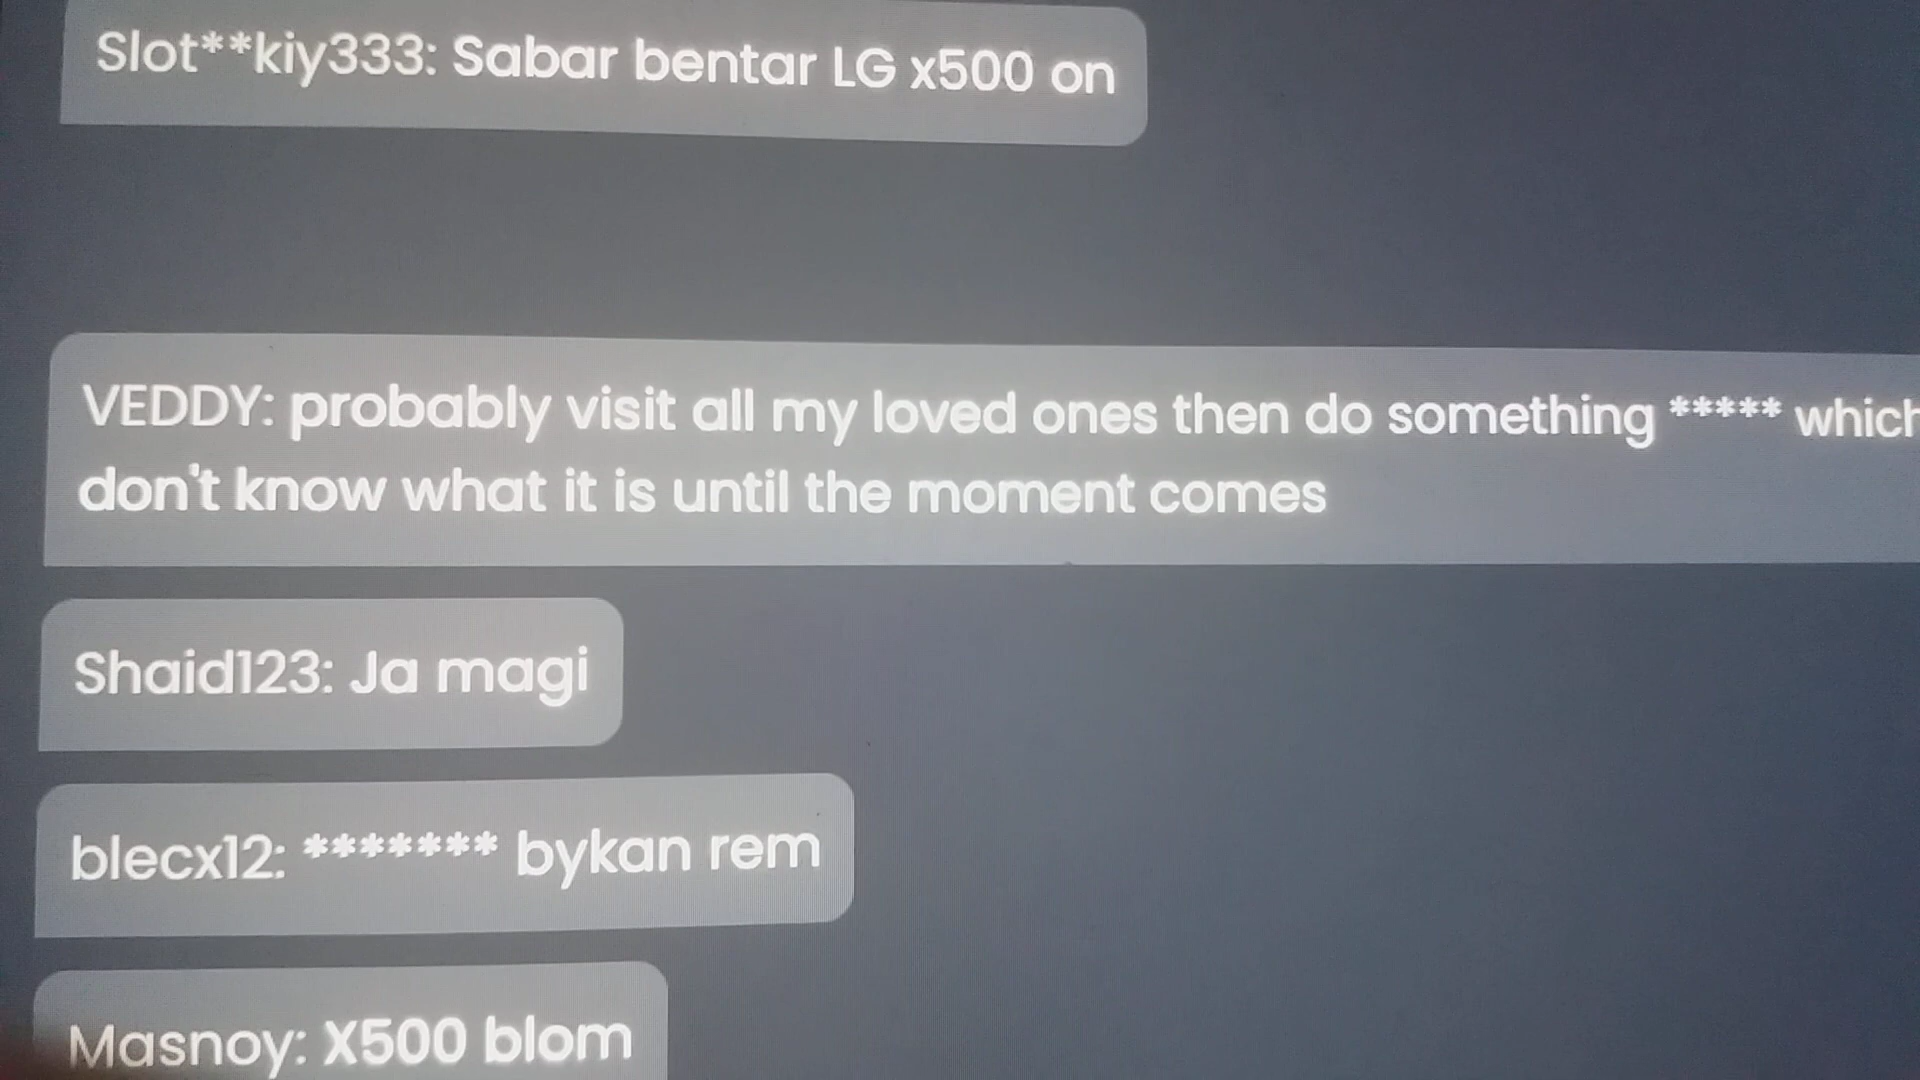 Slot**kiy333: Sabar bentar LG x500 on
VEDDY: probably visit all my loved ones then do something ***** which
don't know what it is until the moment comes
Shaid123: Ja magi
blecx12: ******* bykan rem
Masnoy: X500 blom